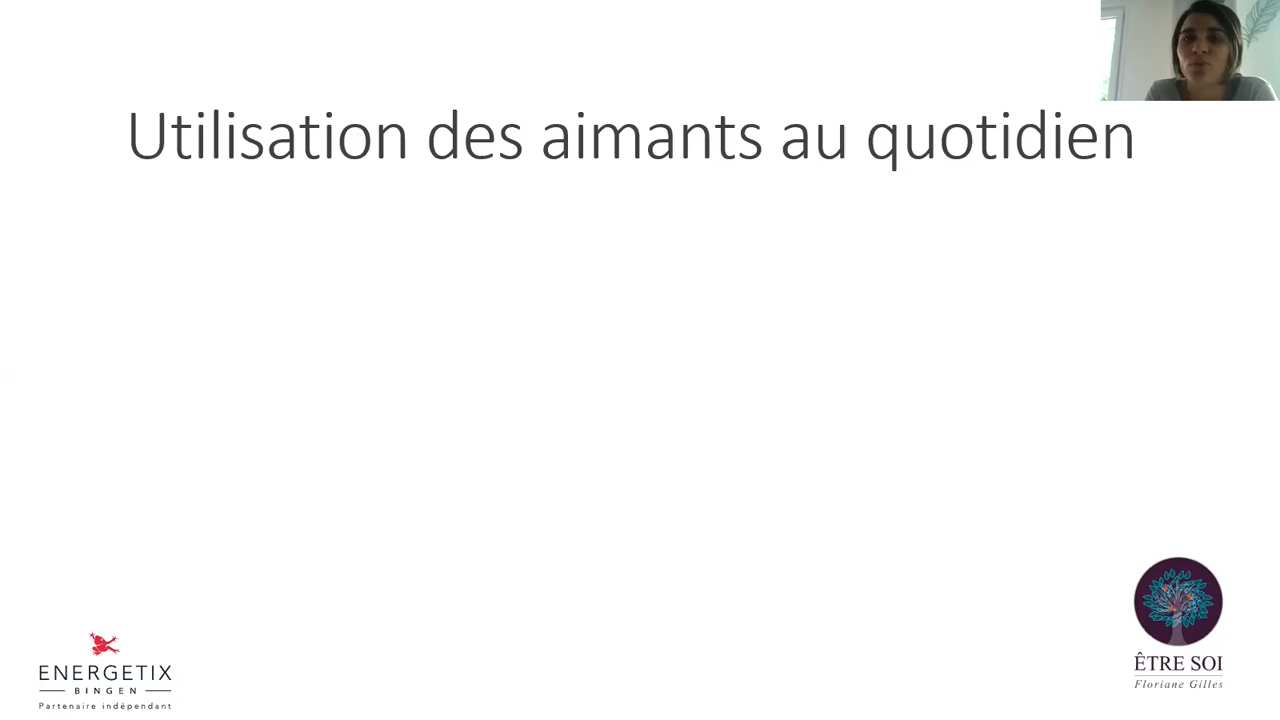 Utilisation des aimants au quotidien
ENERGETIX
BINGEN
Partenaire indépendant
ÊTRE SOI
Floriane Gilles